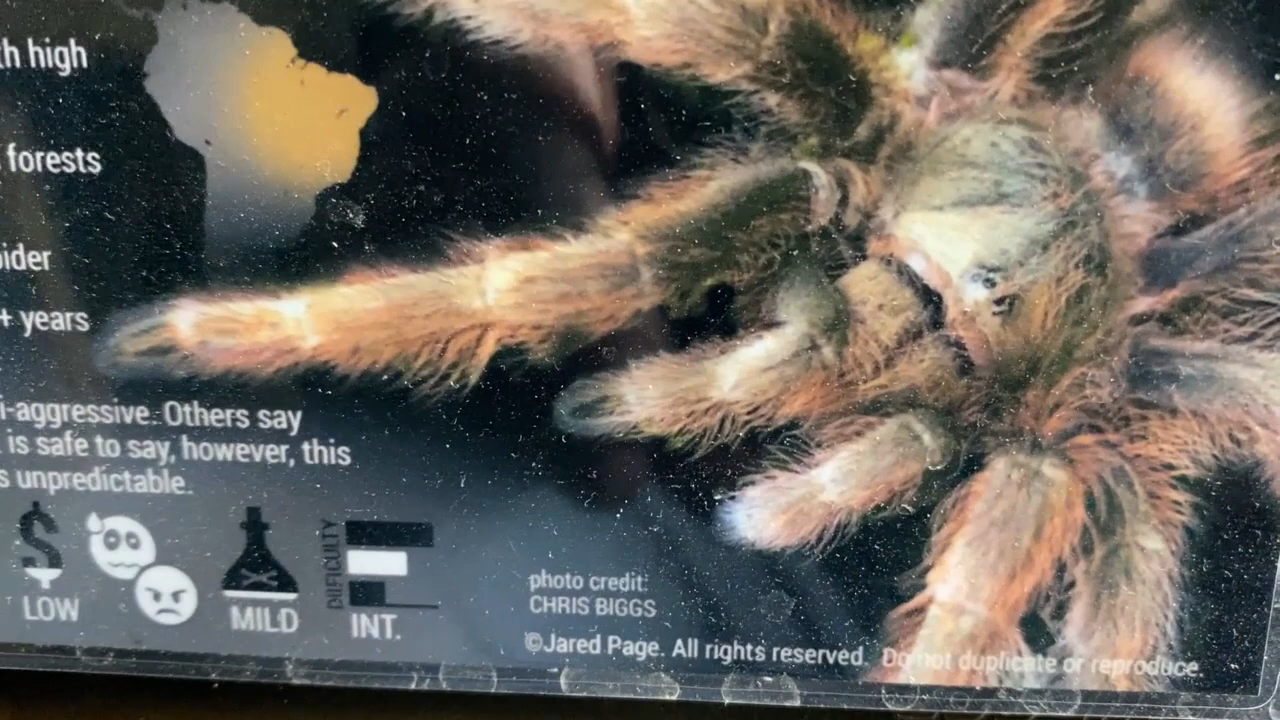 th high
forests
ider
+ years
i-aggressive. Others say
is safe to say, however, this
s unpredictable.
$
LOW
MILD
DIFFICULTY
INT.
photo credit:
CHRIS BIGGS
©Jared Page. All rights reserved. Do not duplicate or reproduce.